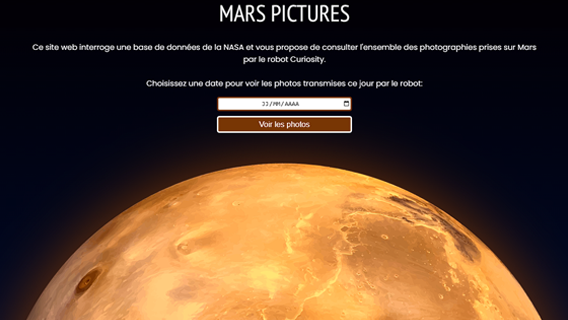 MARS PICTURES
Ce site web interroge une base de données de la NASA et vous propose de consulter l'ensemble des photographies prises sur Mars
par le robot Curiosity.
Choisissez une date pour voir les photos transmises ce jour par le robot:
JJ/MM/AAAA
Voir les photos